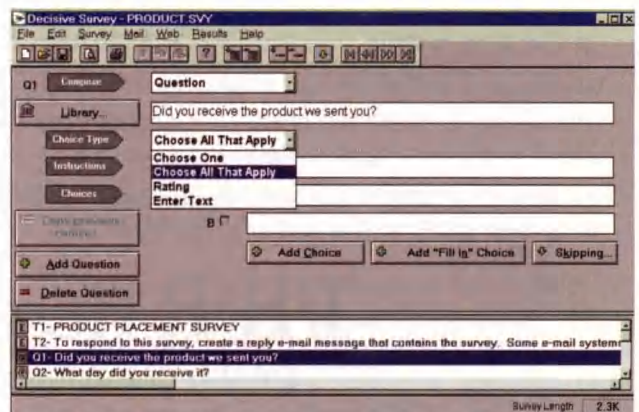 Decisive Survey - PRODUCT.SVY
File Edit Survey Mail Web Results Help
Q1 Compose Question
Library... Did you receive the product we sent you?
Choice Type Choose All That Apply
Choose One
Instructions Choose All That Apply
Choices Rating
Enter Text
B
Add Choice Add "Fill In" Choice Skipping...
Add Question
Delete Question
T1- PRODUCT PLACEMENT SURVEY
T2- To respond to this survey, create a reply e-mail message that contains the survey. Some e-mail system
Q1- Did you receive the product we sent you?
Q2- What day did you receive it?
Survey Length 2.3K